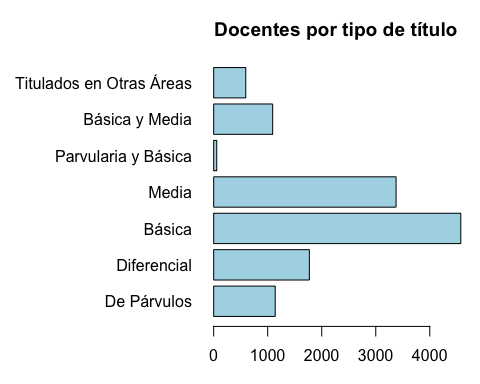 Docentes por tipo de título
Titulados en Otras Áreas
Básica y Media
Parvularia y Básica
Media
Básica
Diferencial
De Párvulos
0 1000 2000 3000 4000